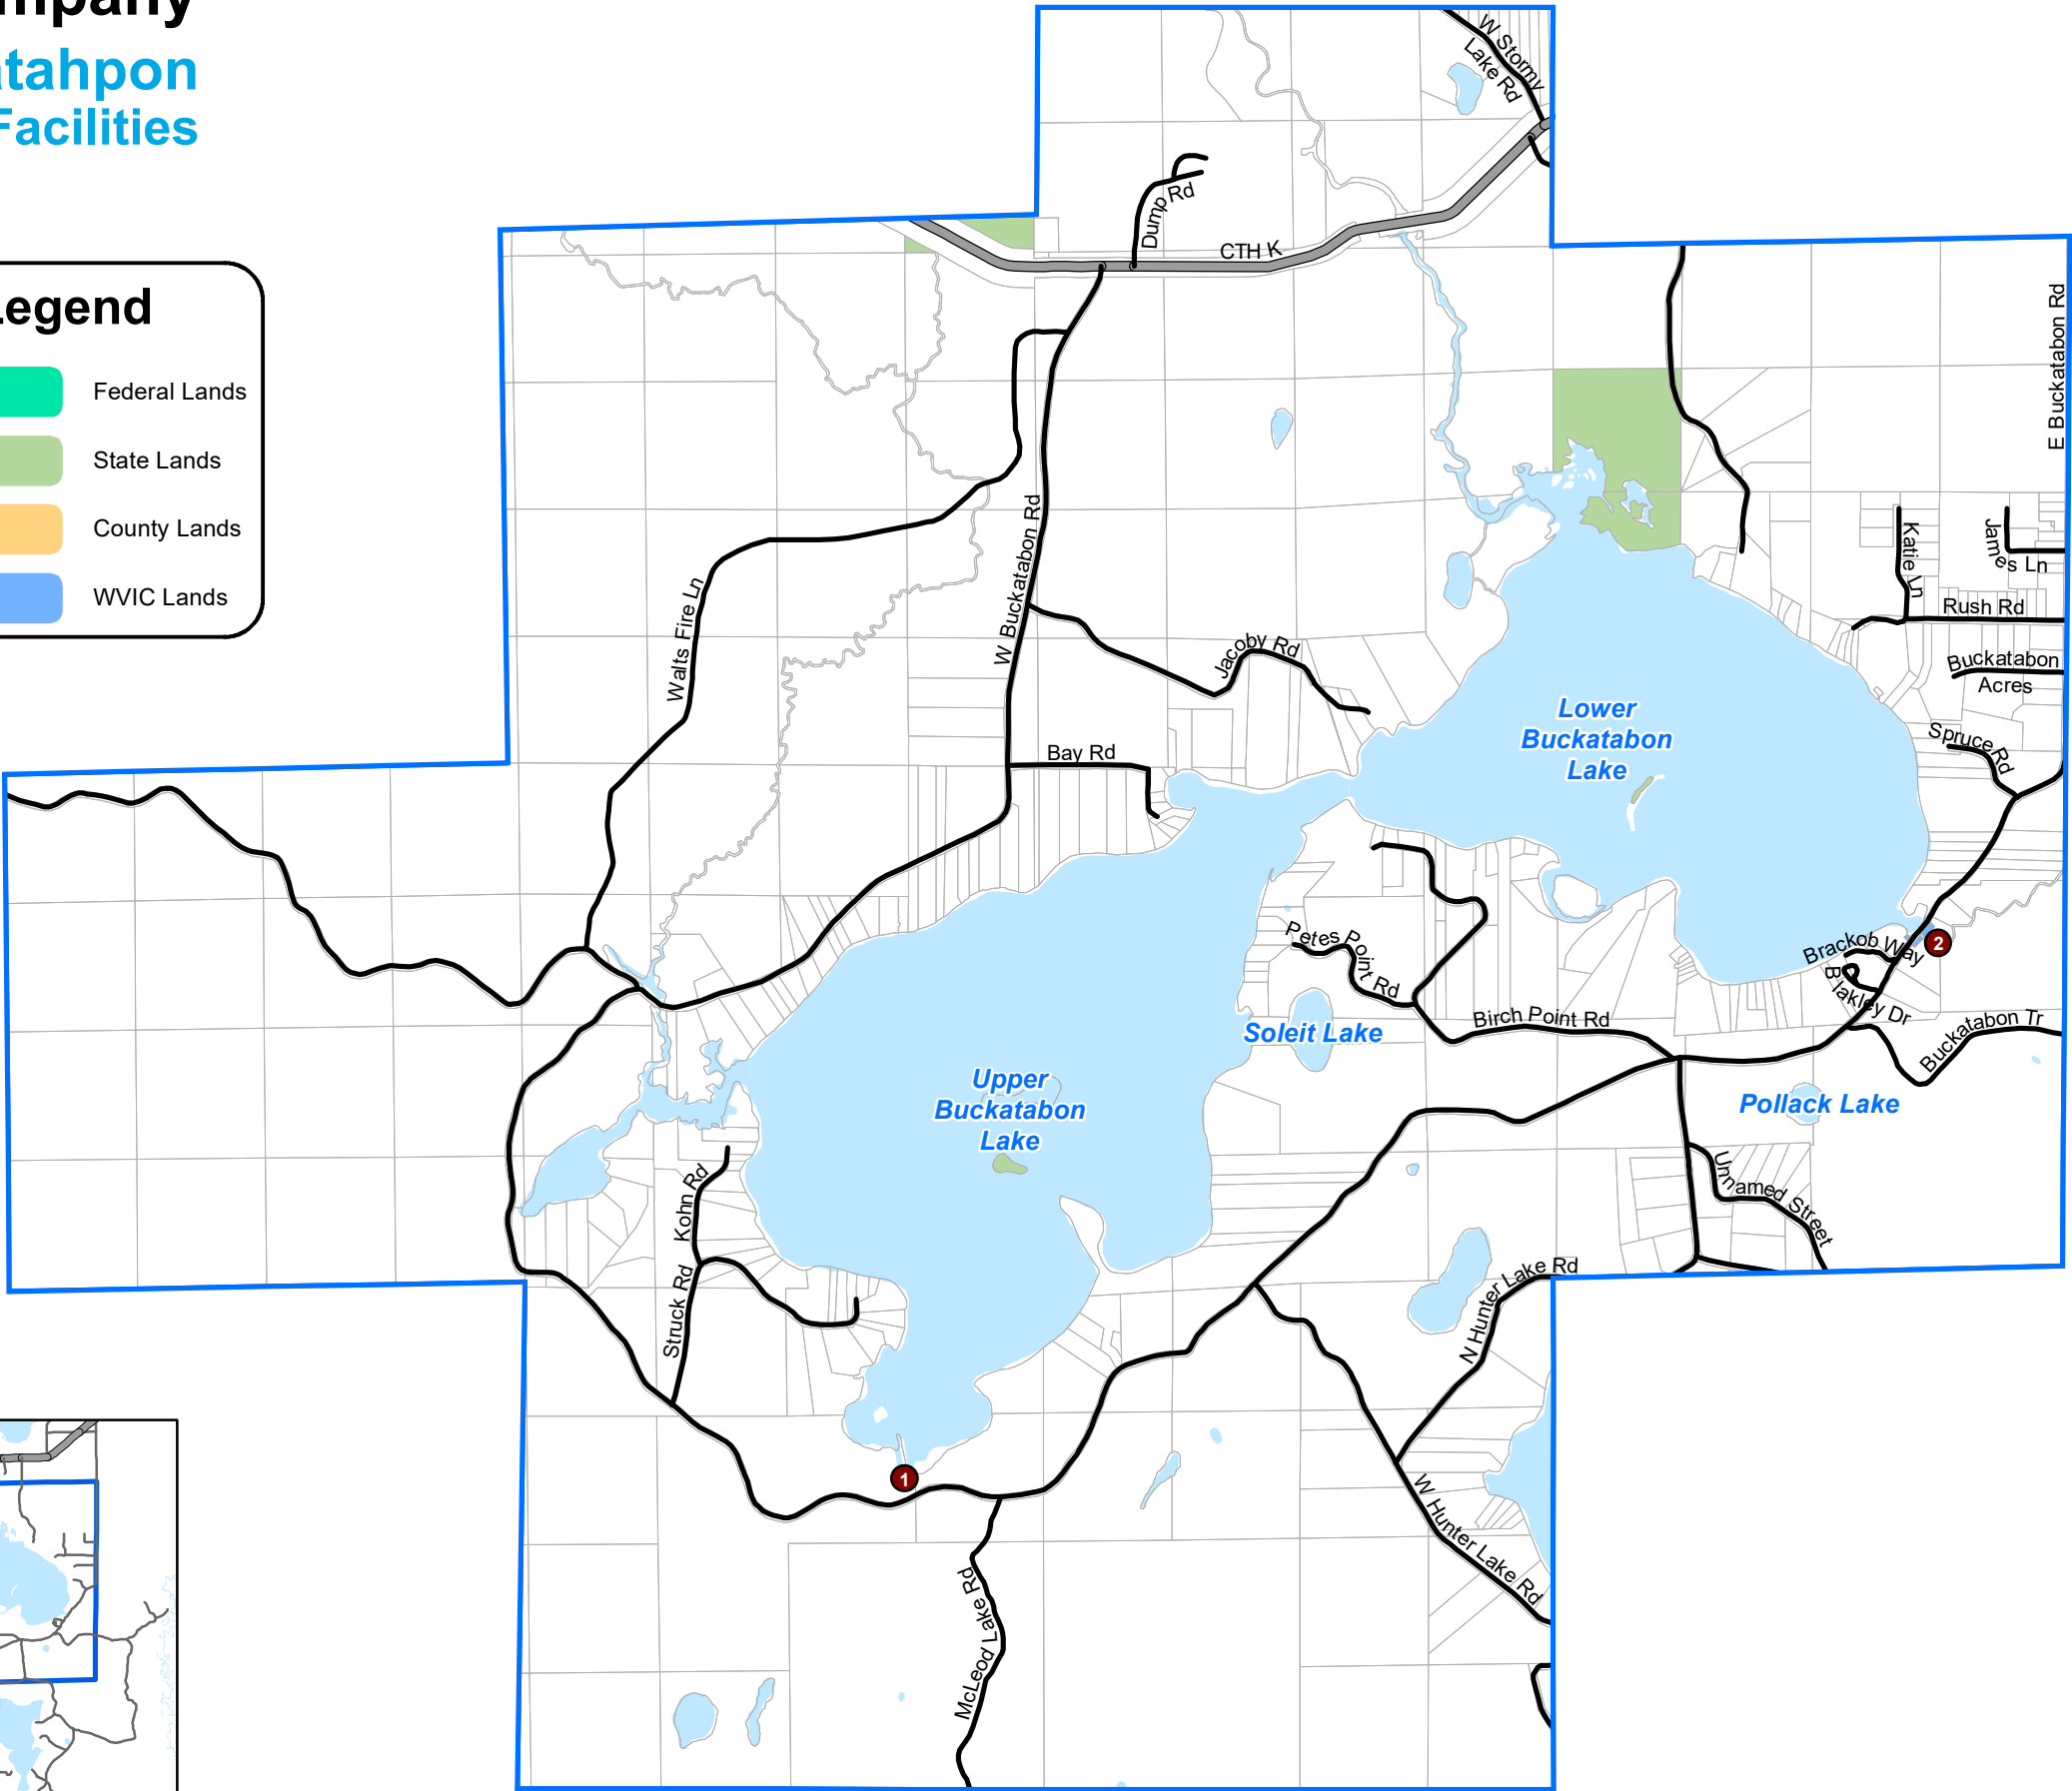 mpany
atahpon
Facilities
Legend
Federal Lands
State Lands
County Lands
WVIC Lands
W Stormy
Lake Rd
Dump Rd
CTH K
E Buckatabon Rd
W Buckatabon Rd
Walts Fire Ln
Katie Ln
James Ln
Rush Rd
Jacoby Rd
Buckatabon
Acres
Lower
Buckatabon
Lake
Spruce Rd
Bay Rd
Petes Point Rd
Brackob Way
2
Blakley Dr
Soleit Lake
Birch Point Rd
Buckatabon Tr
Upper
Buckatabon
Lake
Pollack Lake
Unnamed Street
Kohn Rd
Struck Rd
N Hunter Lake Rd
1
W Hunter Lake Rd
McLeod Lake Rd